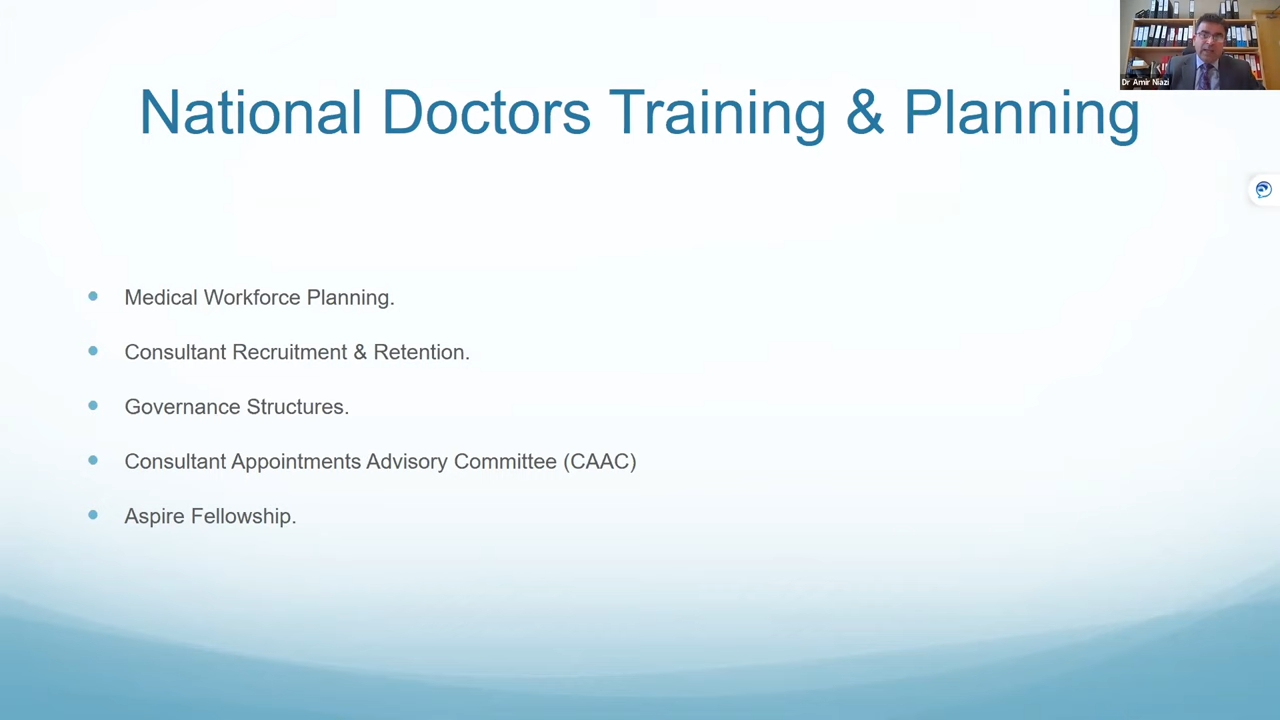 Dr Amir Niazi
National Doctors Training & Planning
Medical Workforce Planning.
Consultant Recruitment & Retention.
Governance Structures.
Consultant Appointments Advisory Committee (CAAC)
Aspire Fellowship.